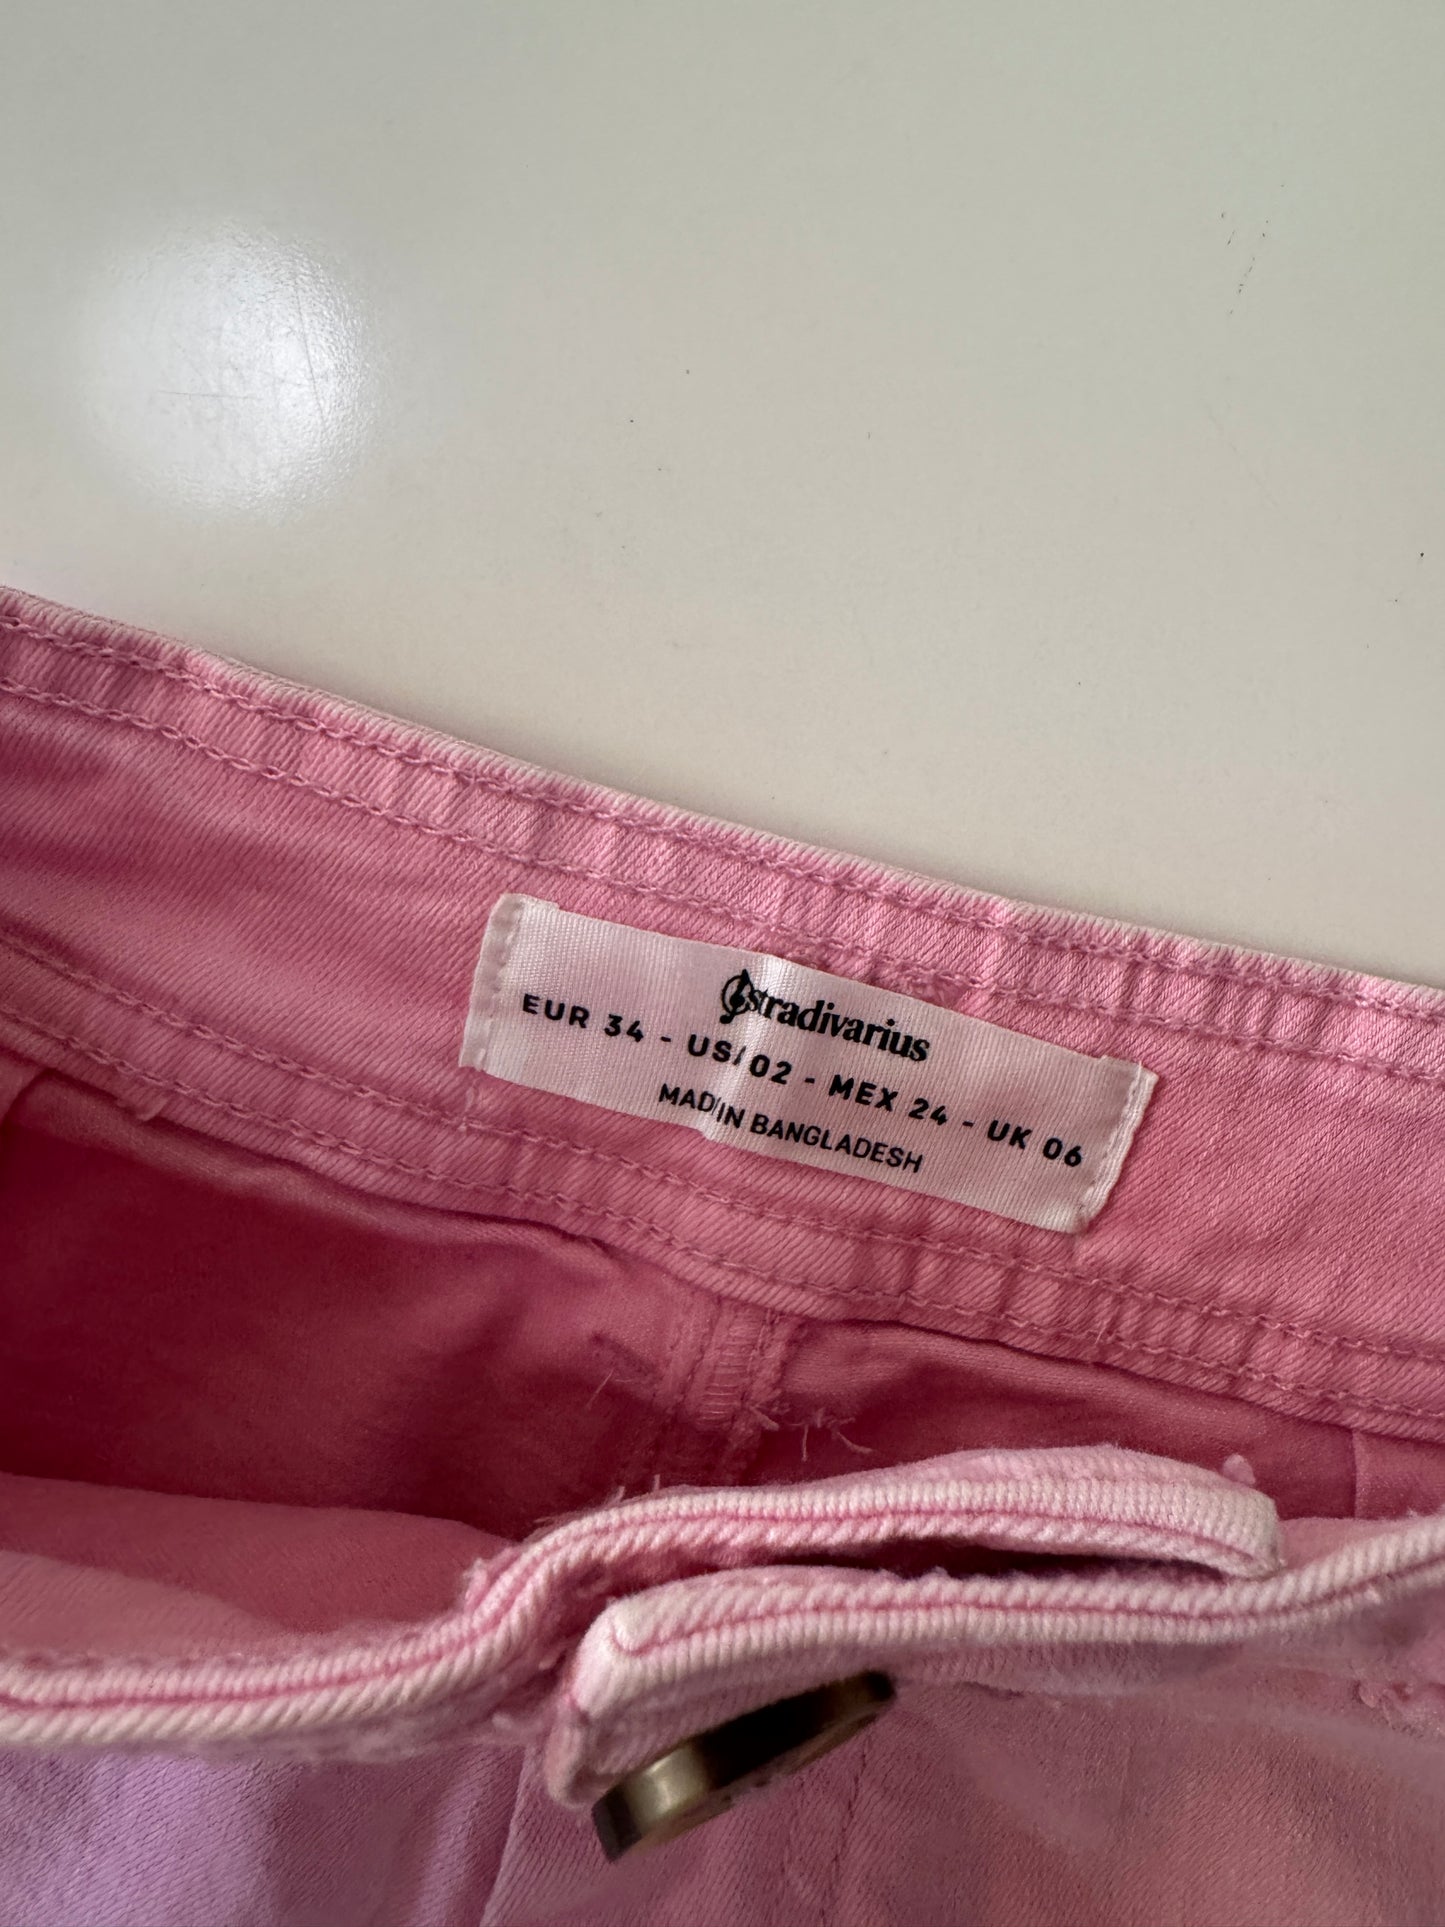 stradivarius
EUR 34 - US/02 - MEX 24 - UK 06
MAD IN BANGLADESH